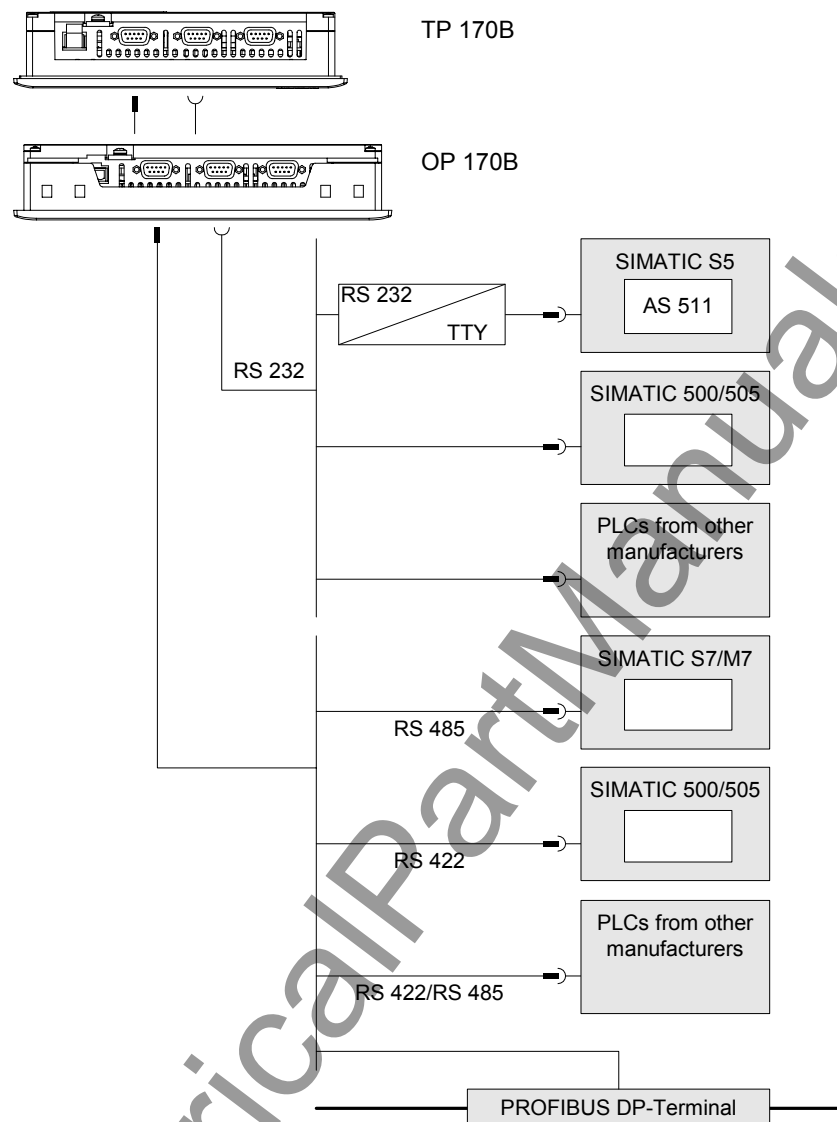 TP 170B
OP 170B
SIMATIC S5
AS 511
RS 232
TTY
RS 232
SIMATIC 500/505
PLCs from other
manufacturers
SIMATIC S7/M7
RS 485
SIMATIC 500/505
RS 422
PLCs from other
manufacturers
RS 422/RS 485
PROFIBUS DP-Terminal
ricalPartManual